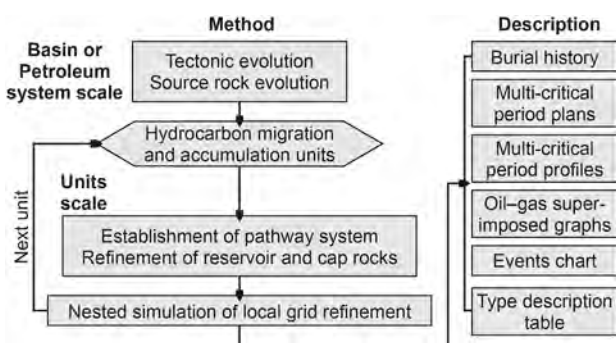 Method
Basin or
Petroleum
system scale
Tectonic evolution
Source rock evolution
Hydrocarbon migration
and accumulation units
Units
scale
Next unit
Establishment of pathway system
Refinement of reservoir and cap rocks
Nested simulation of local grid refinement
Description
Burial history
Multi-critical
period plans
Multi-critical
period profiles
Oil–gas super-
imposed graphs
Events chart
Type description
table